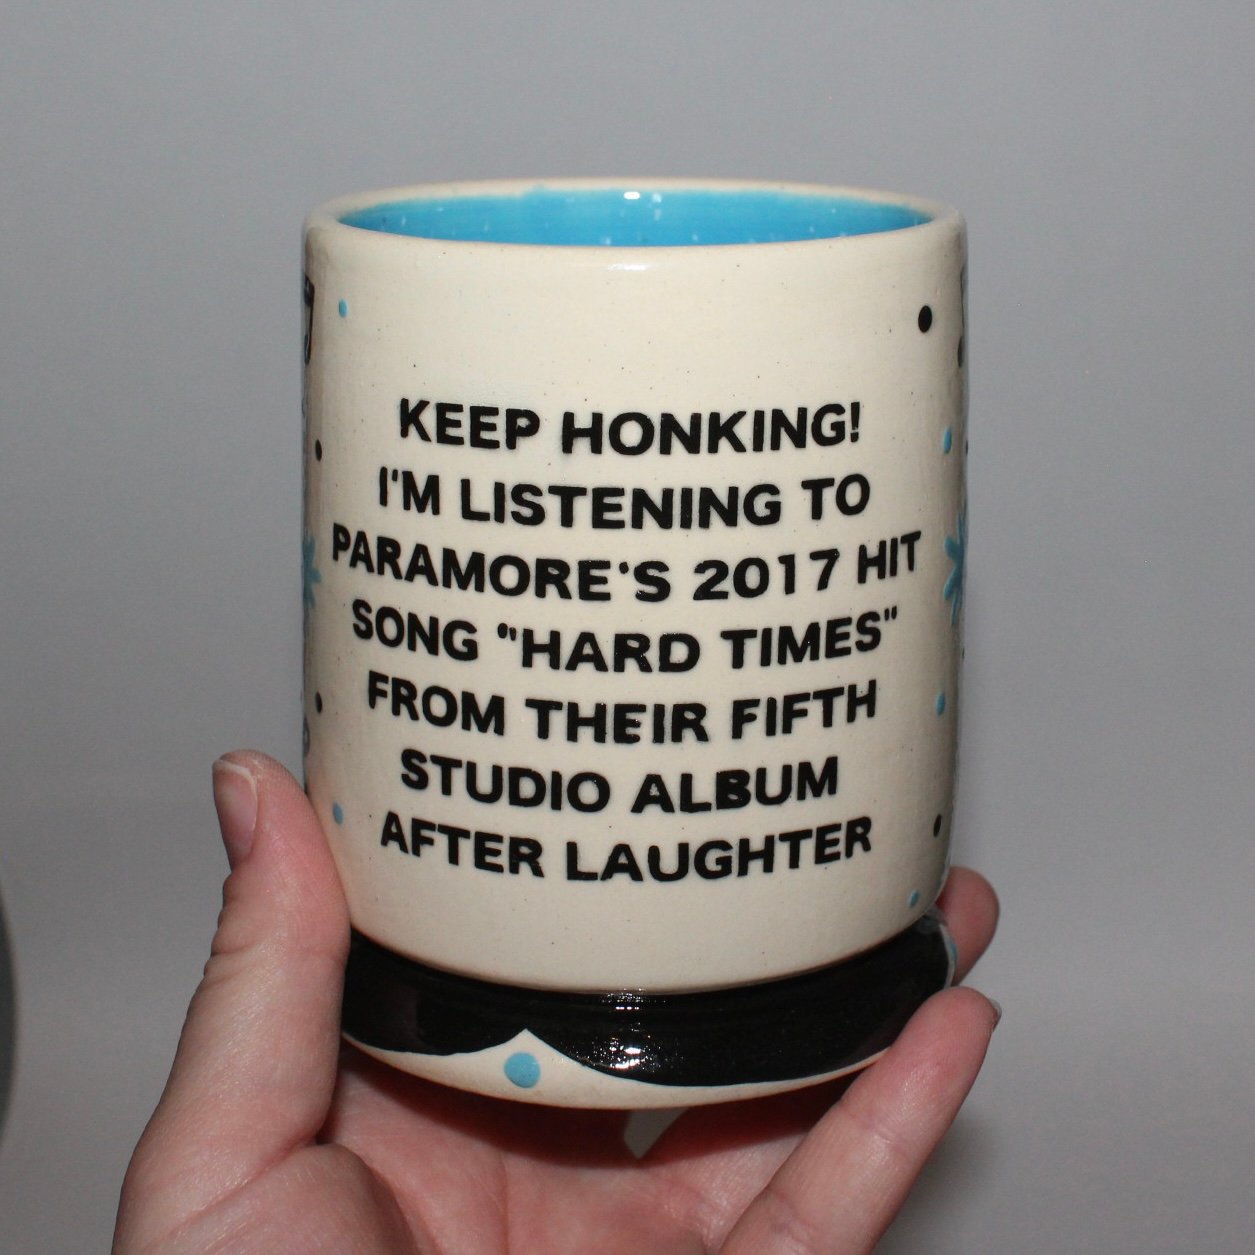 KEEP HONKING!
I'M LISTENING TO
PARAMORE'S 2017 HIT
SONG "HARD TIMES"
FROM THEIR FIFTH
STUDIO ALBUM
AFTER LAUGHTER